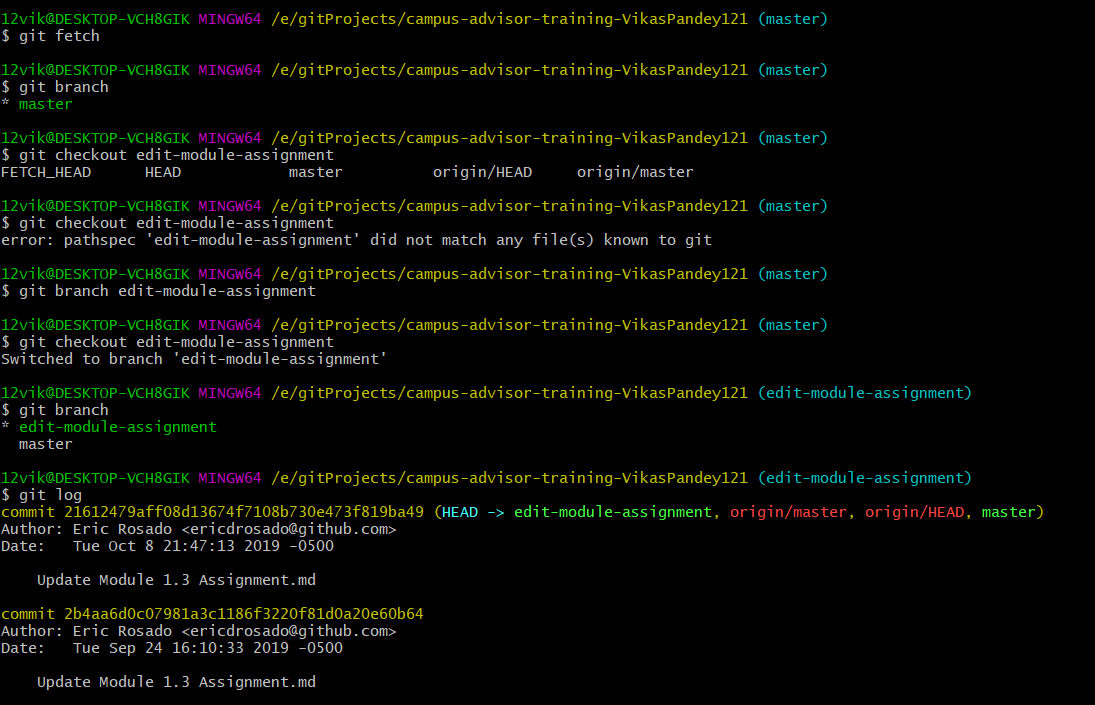 12vik@DESKTOP-VCH8GIK MINGW64 /e/gitProjects/campus-advisor-training-VikasPandey121 (master)
$ git fetch
12vik@DESKTOP-VCH8GIK MINGW64 /e/gitProjects/campus-advisor-training-VikasPandey121 (master)
$ git branch
* master
12vik@DESKTOP-VCH8GIK MINGW64 /e/gitProjects/campus-advisor-training-VikasPandey121 (master)
$ git checkout edit-module-assignment
FETCH_HEAD      HEAD            master          origin/HEAD     origin/master
12vik@DESKTOP-VCH8GIK MINGW64 /e/gitProjects/campus-advisor-training-VikasPandey121 (master)
$ git checkout edit-module-assignment
error: pathspec 'edit-module-assignment' did not match any file(s) known to git
12vik@DESKTOP-VCH8GIK MINGW64 /e/gitProjects/campus-advisor-training-VikasPandey121 (master)
$ git branch edit-module-assignment
12vik@DESKTOP-VCH8GIK MINGW64 /e/gitProjects/campus-advisor-training-VikasPandey121 (master)
$ git checkout edit-module-assignment
Switched to branch 'edit-module-assignment'
12vik@DESKTOP-VCH8GIK MINGW64 /e/gitProjects/campus-advisor-training-VikasPandey121 (edit-module-assignment)
$ git branch
* edit-module-assignment
  master
12vik@DESKTOP-VCH8GIK MINGW64 /e/gitProjects/campus-advisor-training-VikasPandey121 (edit-module-assignment)
$ git log
commit 21612479aff08d13674f7108b730e473f819ba49 (HEAD -> edit-module-assignment, origin/master, origin/HEAD, master)
Author: Eric Rosado <ericdrosado@github.com>
Date:   Tue Oct 8 21:47:13 2019 -0500
    Update Module 1.3 Assignment.md
commit 2b4aa6d0c07981a3c1186f3220f81d0a20e60b64
Author: Eric Rosado <ericdrosado@github.com>
Date:   Tue Sep 24 16:10:33 2019 -0500
    Update Module 1.3 Assignment.md